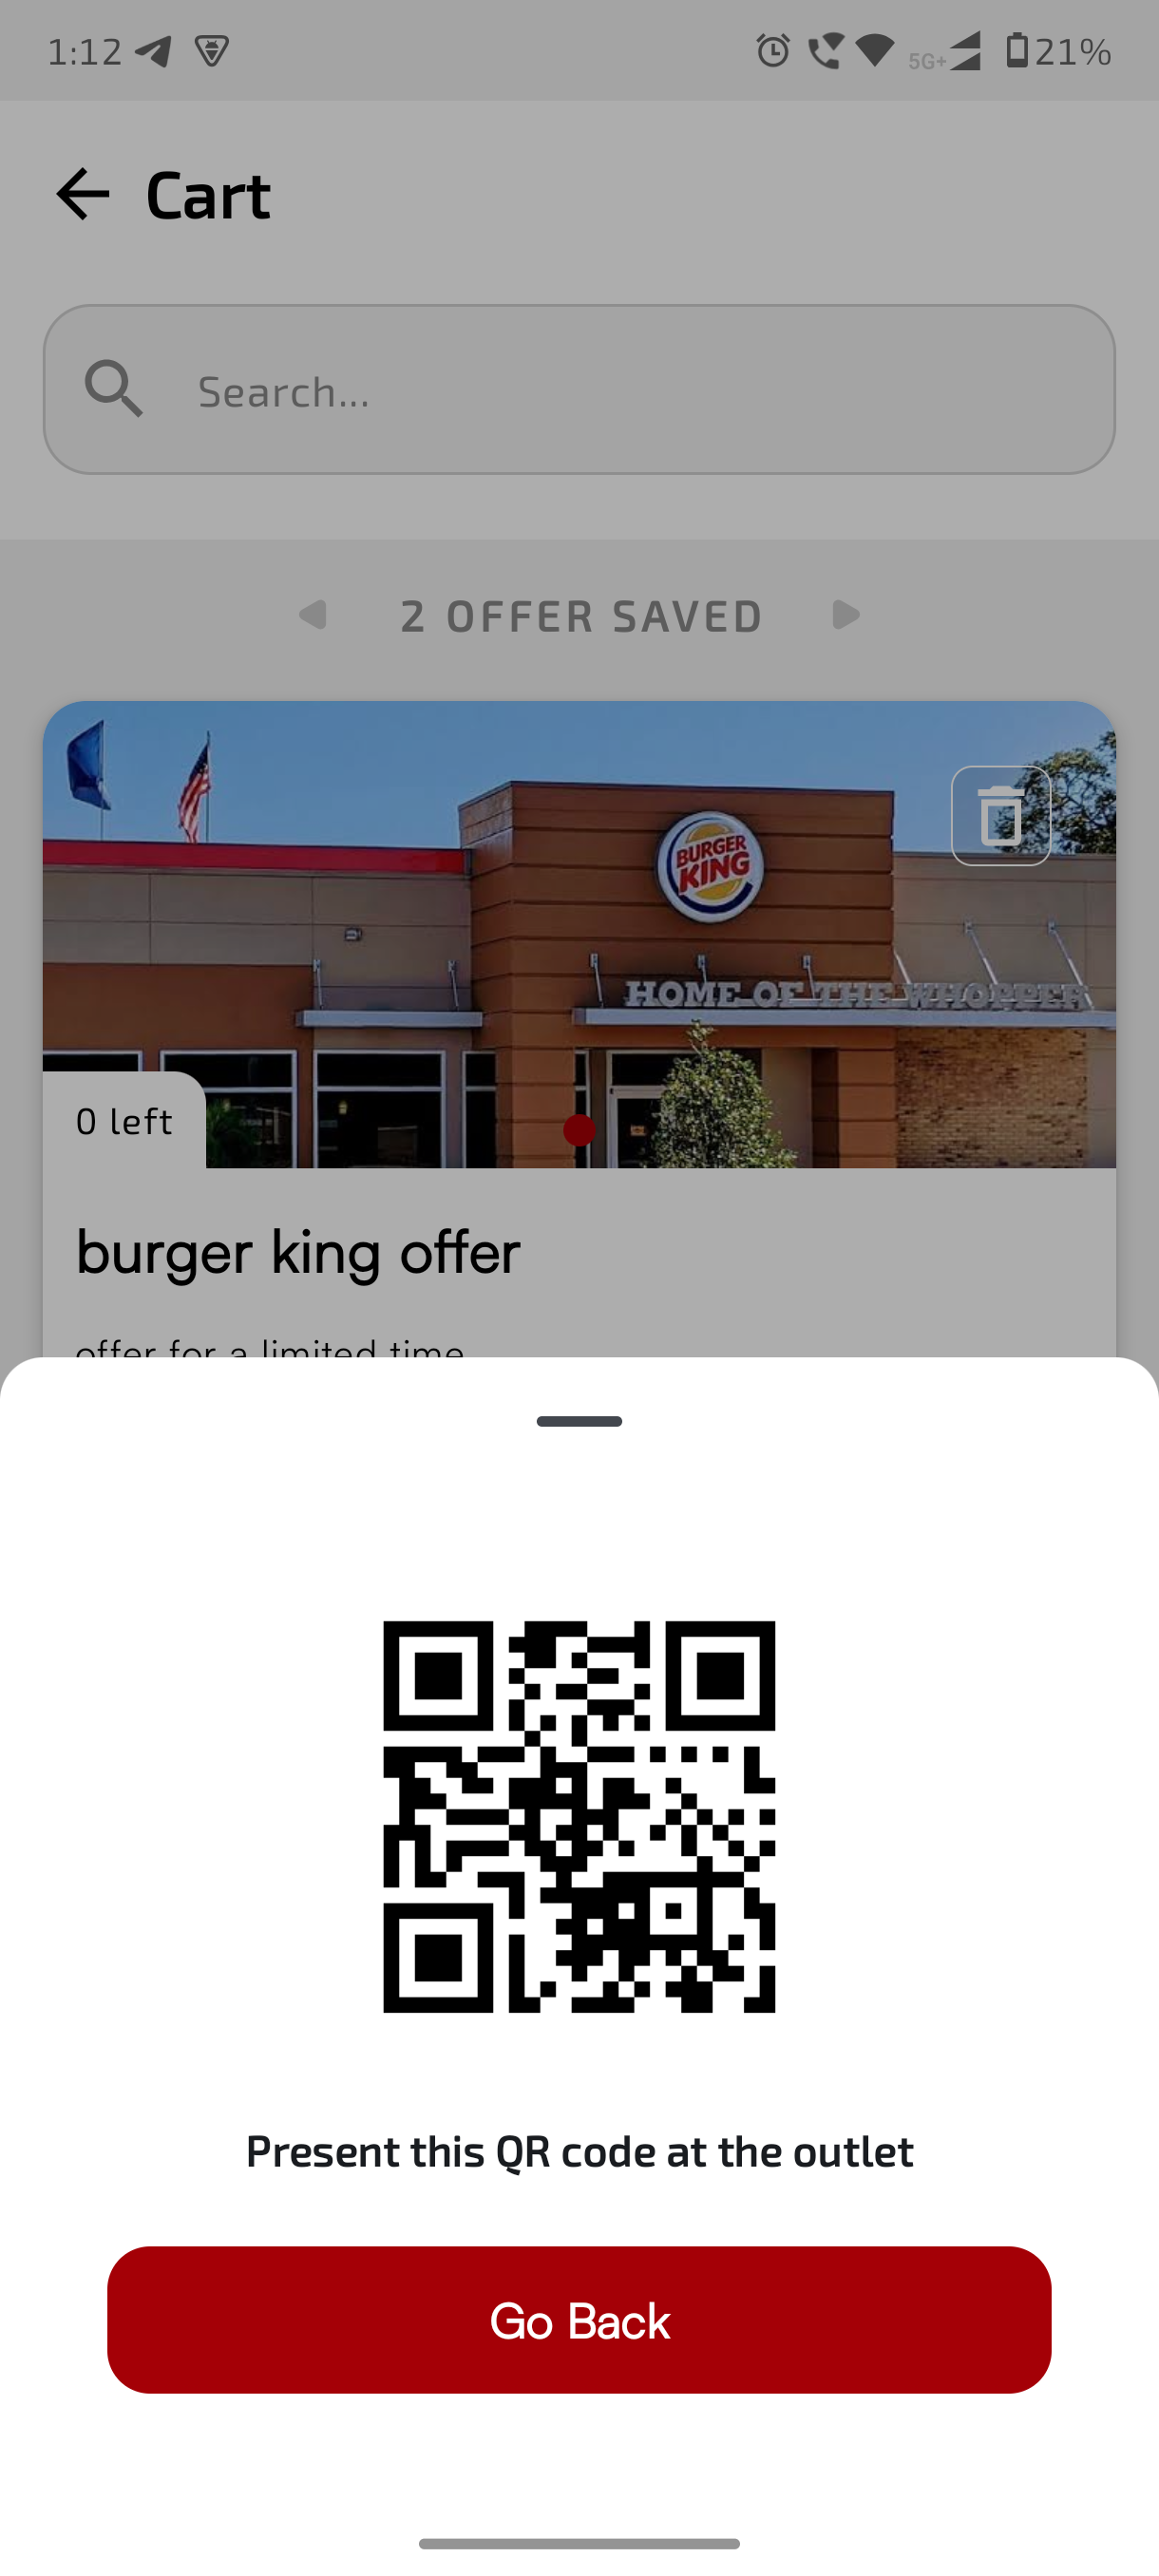 1:12
5G+
21%
Cart
Search...
2 OFFER SAVED
BURGER
KING
HOME OF THE WHOPPER
0 left
burger king offer
offer for a limited time
Present this QR code at the outlet
Go Back